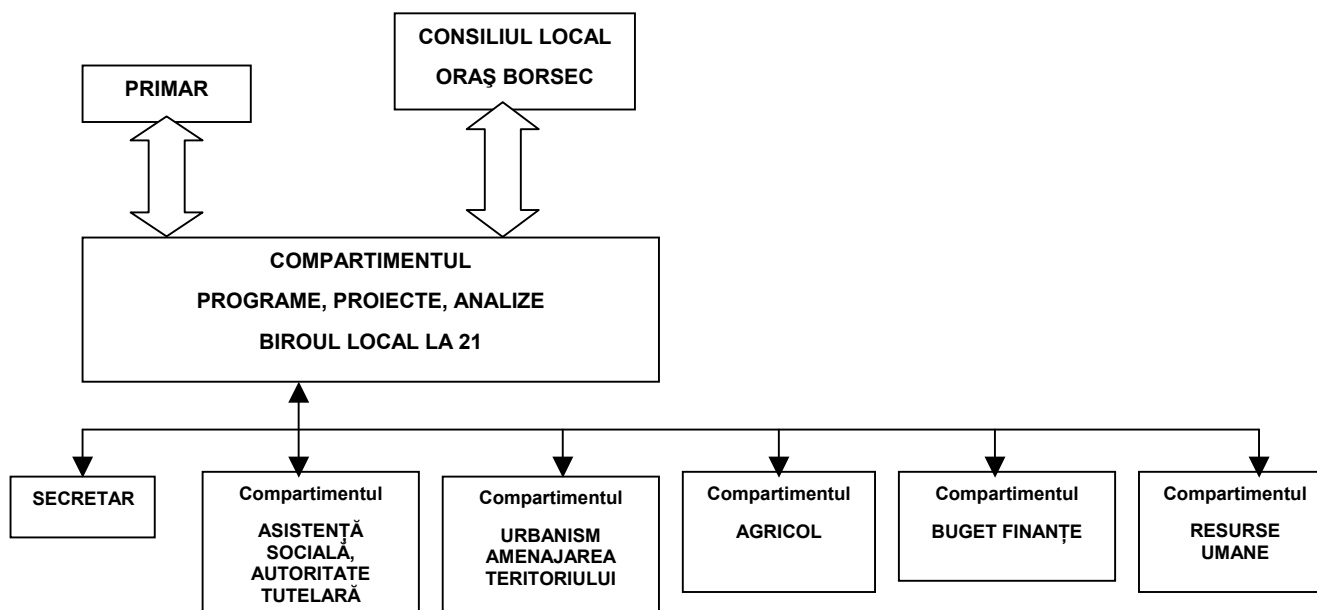 CONSILIUL LOCAL
ORAŞ BORSEC
PRIMAR
COMPARTIMENTUL
PROGRAME, PROIECTE, ANALIZE
BIROUL LOCAL LA 21
SECRETAR
Compartimentul
ASISTENŢĂ
SOCIALĂ,
AUTORITATE
TUTELARĂ
Compartimentul
URBANISM
AMENAJAREA
TERITORIULUI
Compartimentul
AGRICOL
Compartimentul
BUGET FINANȚE
Compartimentul
RESURSE
UMANE